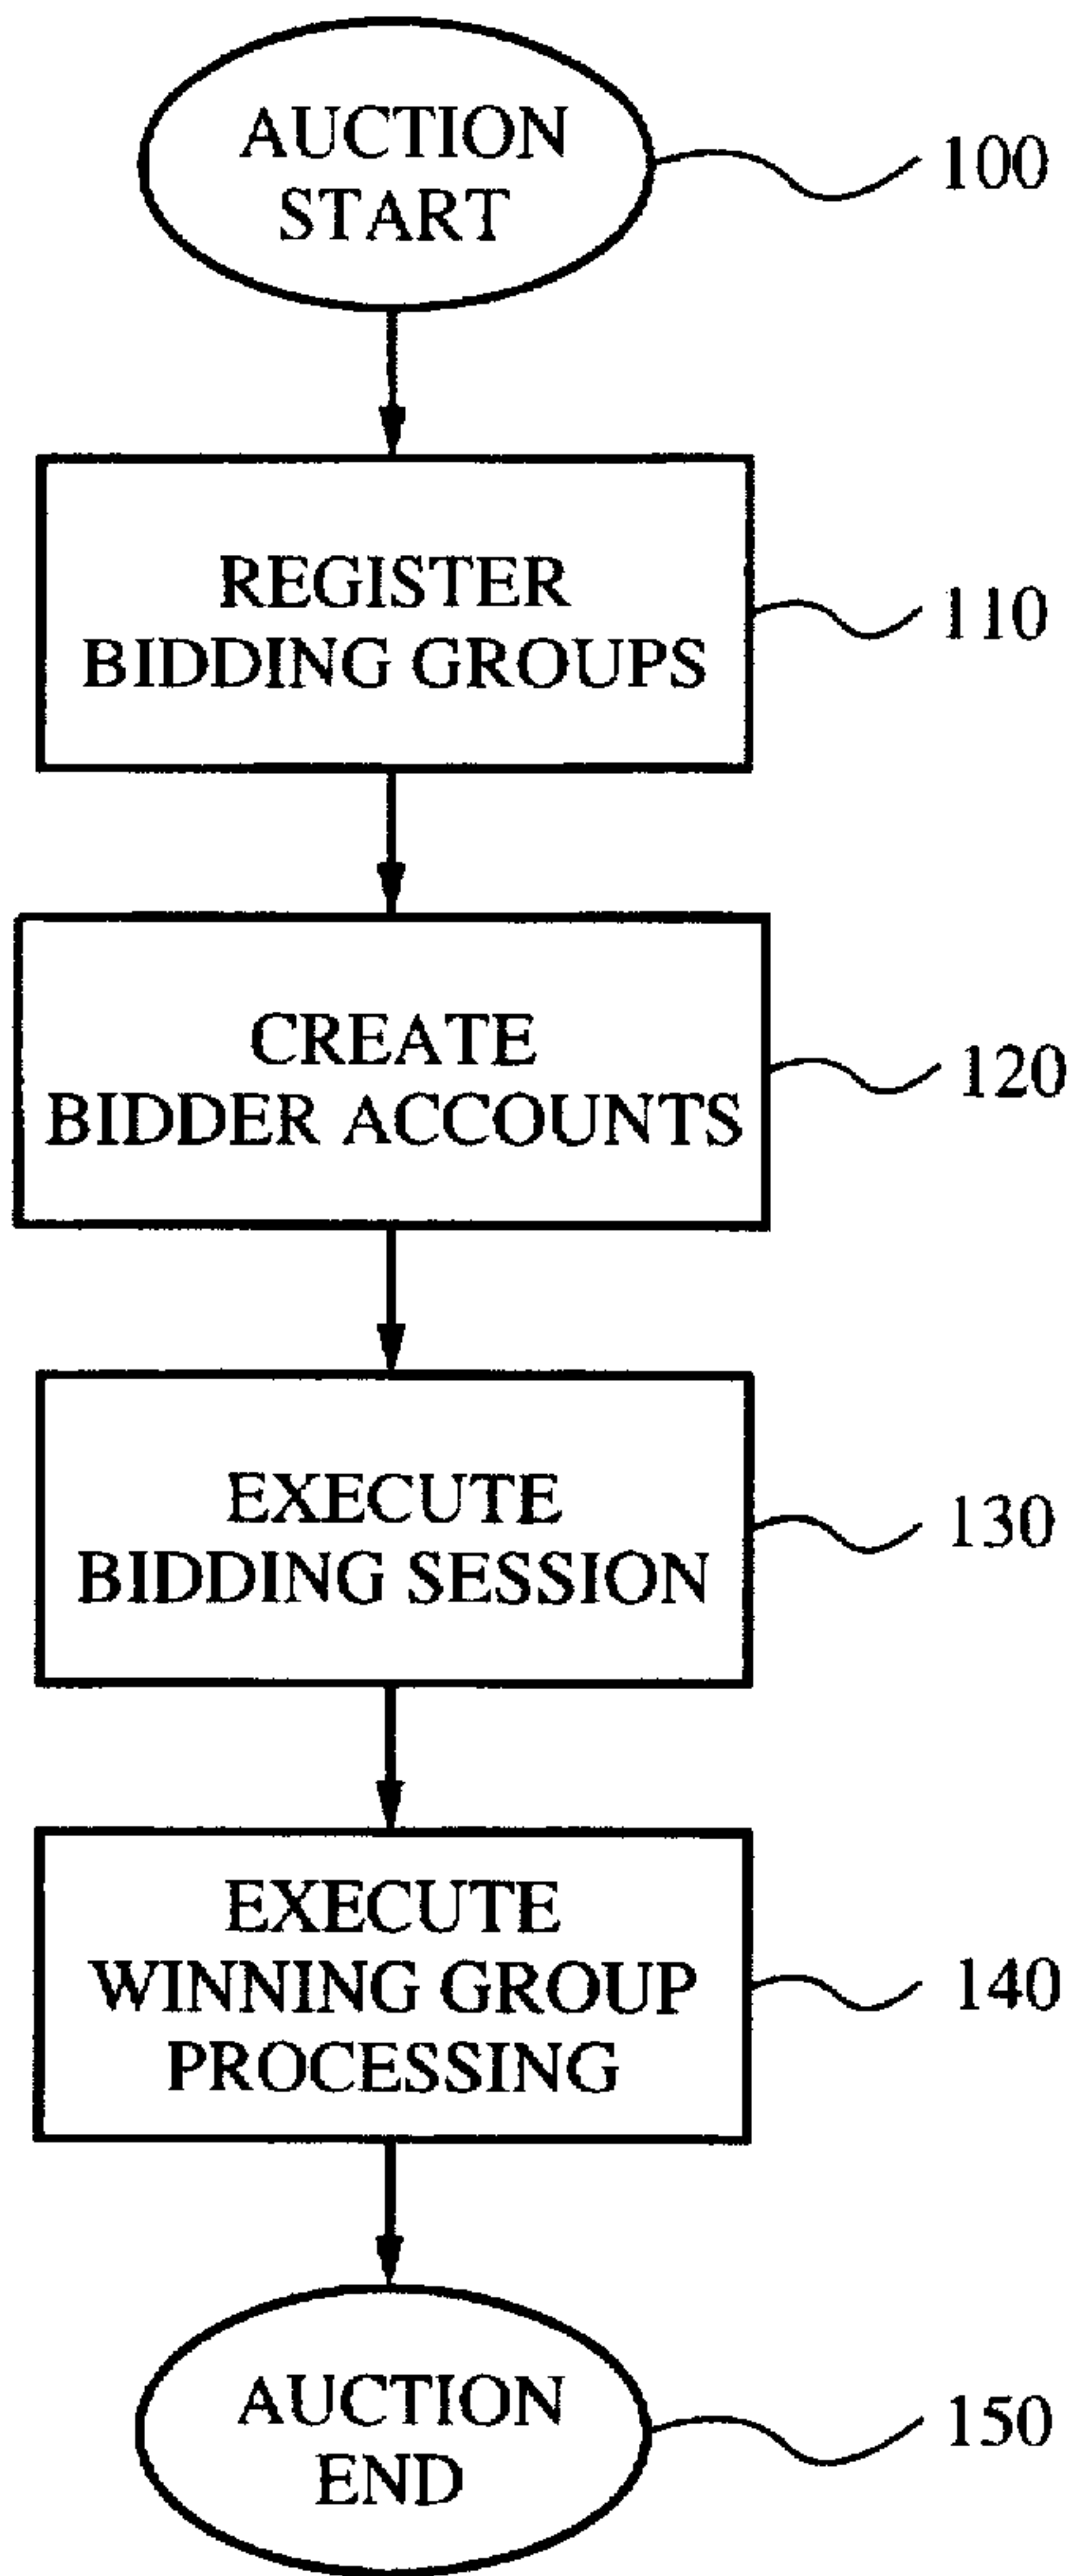 AUCTION
START
100
REGISTER
BIDDING GROUPS
110
CREATE
BIDDER ACCOUNTS
120
EXECUTE
BIDDING SESSION
130
EXECUTE
WINNING GROUP
PROCESSING
140
AUCTION
END
150